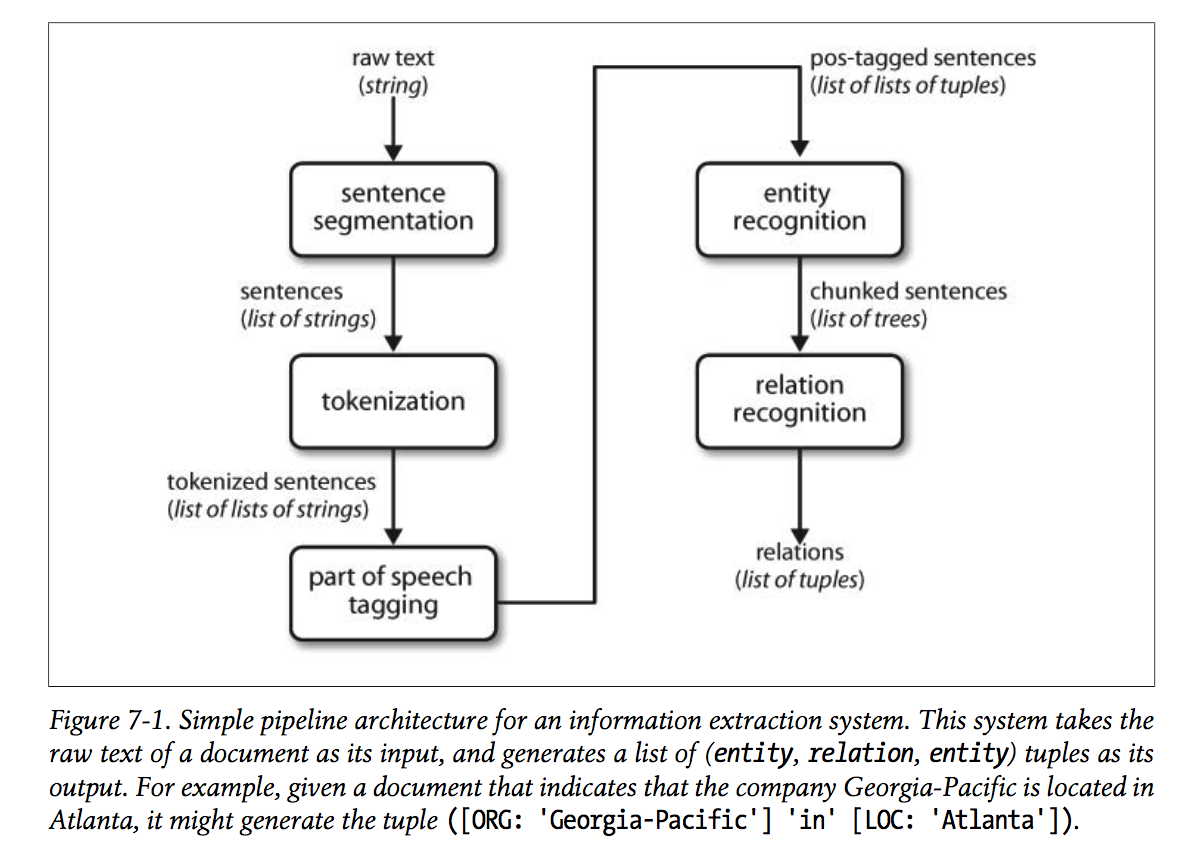 raw text
(string)
sentence
segmentation
sentences
(list of strings)
tokenization
tokenized sentences
(list of lists of strings)
part of speech
tagging
pos-tagged sentences
(list of lists of tuples)
entity
recognition
chunked sentences
(list of trees)
relation
recognition
relations
(list of tuples)
Figure 7-1. Simple pipeline architecture for an information extraction system. This system takes the
raw text of a document as its input, and generates a list of (entity, relation, entity) tuples as its
output. For example, given a document that indicates that the company Georgia-Pacific is located in
Atlanta, it might generate the tuple ([ORG: 'Georgia-Pacific'] 'in' [LOC: 'Atlanta']).